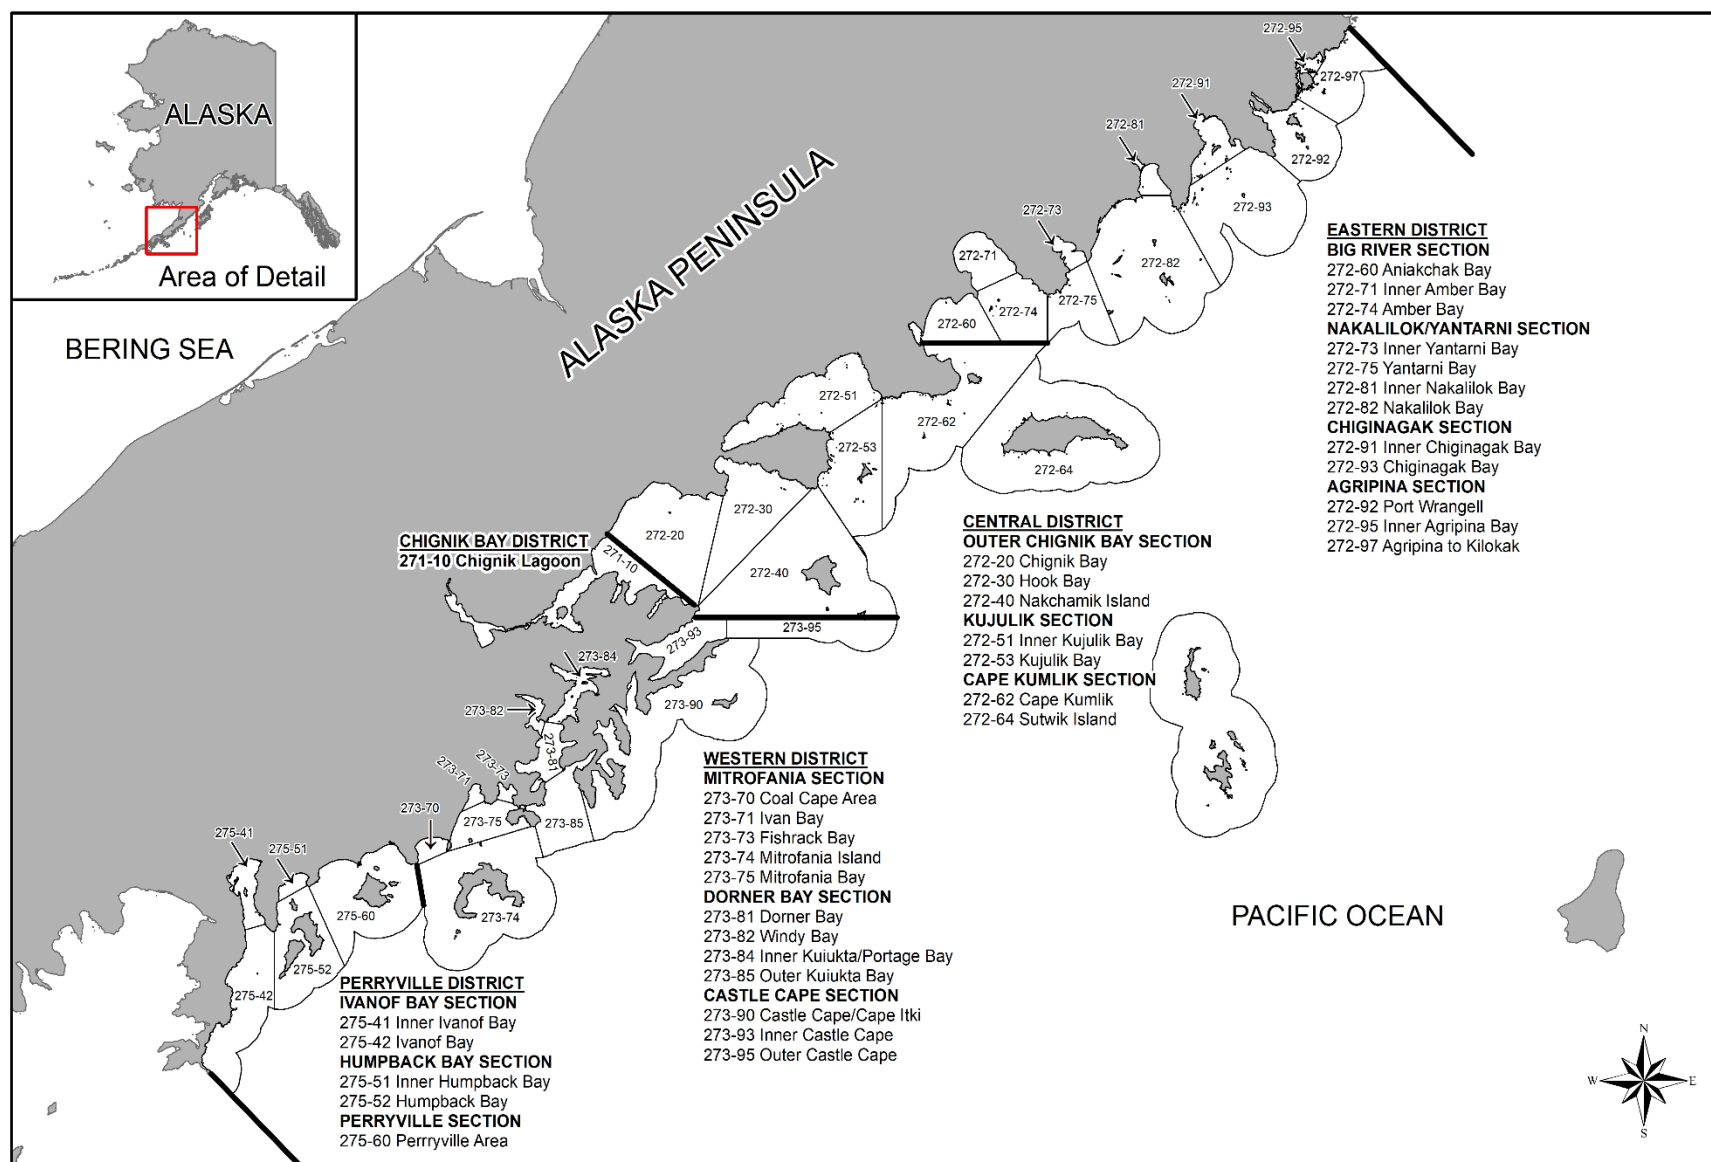 ALASKA
Area of Detail
BERING SEA
ALASKA PENINSULA
PACIFIC OCEAN
272-95
272-97
272-91
272-81
272-92
272-93
272-73
272-71
272-82
272-75
272-74
272-60
272-51
272-62
272-53
272-64
272-30
272-20
271-10
272-40
273-95
273-93
273-84
273-90
273-82
273-81
273-73
273-71
273-70
273-75
273-85
275-41
275-51
275-60
273-74
275-52
275-42
EASTERN DISTRICT
BIG RIVER SECTION
272-60 Aniakchak Bay
272-71 Inner Amber Bay
272-74 Amber Bay
NAKALILOK/YANTARNI SECTION
272-73 Inner Yantarni Bay
272-75 Yantarni Bay
272-81 Inner Nakalilok Bay
272-82 Nakalilok Bay
CHIGINAGAK SECTION
272-91 Inner Chiginagak Bay
272-93 Chiginagak Bay
AGRIPINA SECTION
272-92 Port Wrangell
272-95 Inner Agripina Bay
272-97 Agripina to Kilokak
CENTRAL DISTRICT
OUTER CHIGNIK BAY SECTION
272-20 Chignik Bay
272-30 Hook Bay
272-40 Nakchamik Island
KUJULIK SECTION
272-51 Inner Kujulik Bay
272-53 Kujulik Bay
CAPE KUMLIK SECTION
272-62 Cape Kumlik
272-64 Sutwik Island
CHIGNIK BAY DISTRICT
271-10 Chignik Lagoon
WESTERN DISTRICT
MITROFANIA SECTION
273-70 Coal Cape Area
273-71 Ivan Bay
273-73 Fishrack Bay
273-74 Mitrofania Island
273-75 Mitrofania Bay
DORNER BAY SECTION
273-81 Dorner Bay
273-82 Windy Bay
273-84 Inner Kuiukta/Portage Bay
273-85 Outer Kuiukta Bay
CASTLE CAPE SECTION
273-90 Castle Cape/Cape Itki
273-93 Inner Castle Cape
273-95 Outer Castle Cape
PERRYVILLE DISTRICT
IVANOF BAY SECTION
275-41 Inner Ivanof Bay
275-42 Ivanof Bay
HUMPBACK BAY SECTION
275-51 Inner Humpback Bay
275-52 Humpback Bay
PERRYVILLE SECTION
275-60 Perrryville Area
N
W E
S